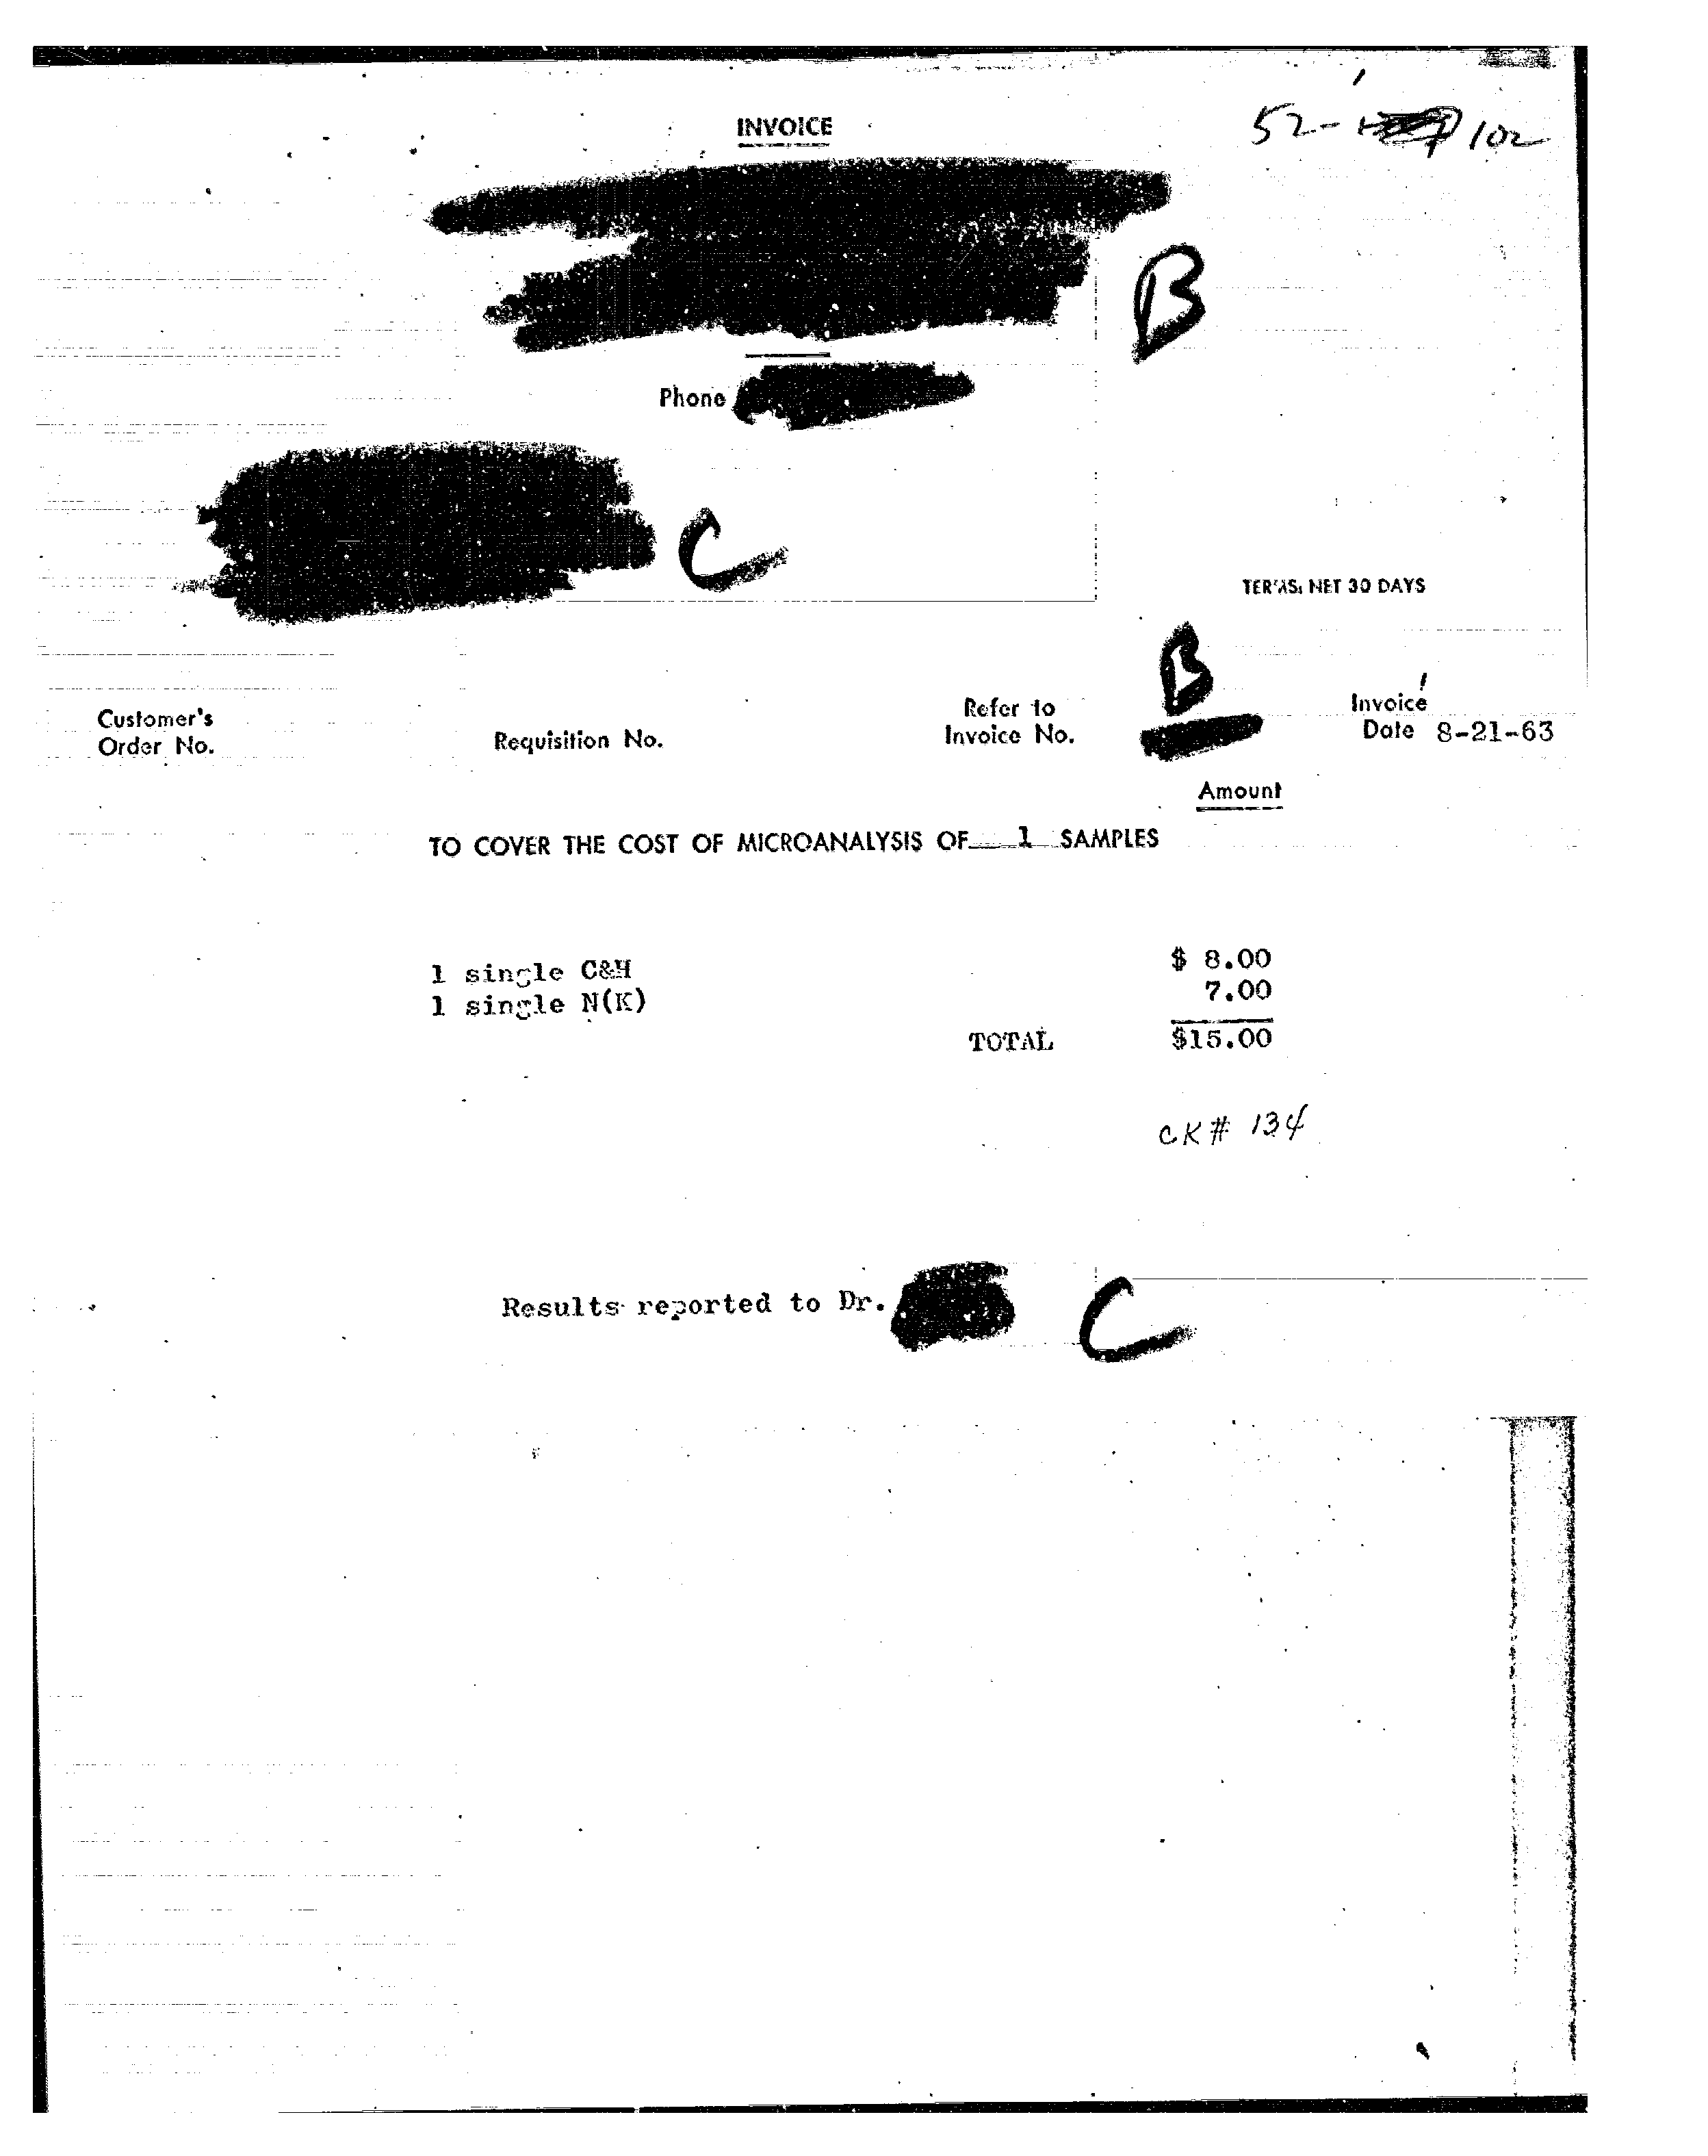 INVOICE
52- 102
B
Phone
C
TERMS: NET 30 DAYS
B
Customer's
Order No.
Requisition No.
Refer to
Invoice No.
Invoice
Date 8-21-63
Amount
TO COVER THE COST OF MICROANALYSIS OF 1 SAMPLES
1 single C&H $ 8.00
1 single N(K) 7.00
TOTAL $15.00
CK# 134
Results reported to Dr.
C